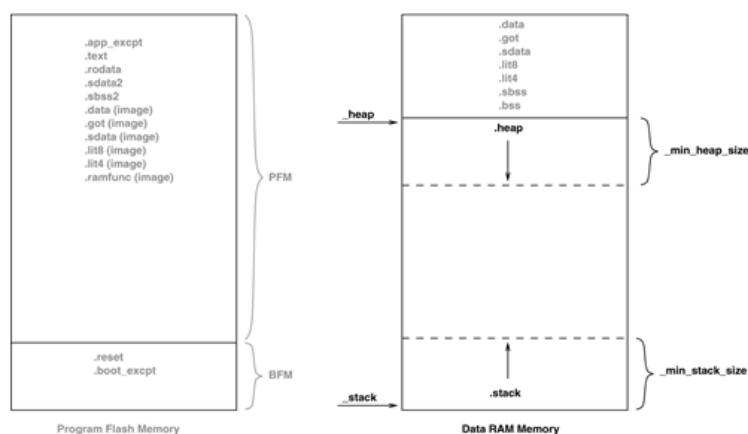 .app_excpt
.text
.rodata
.sdata2
.sbss2
.data (image)
.got (image)
.sdata (image)
.lit8 (image)
.lit4 (image)
.ramfunc (image)
PFM
.reset
.boot_excpt
BFM
Program Flash Memory
.data
.got
.sdata
.lit8
.lit4
.sbss
.bss
_heap
.heap
_min_heap_size
_min_stack_size
.stack
_stack
Data RAM Memory